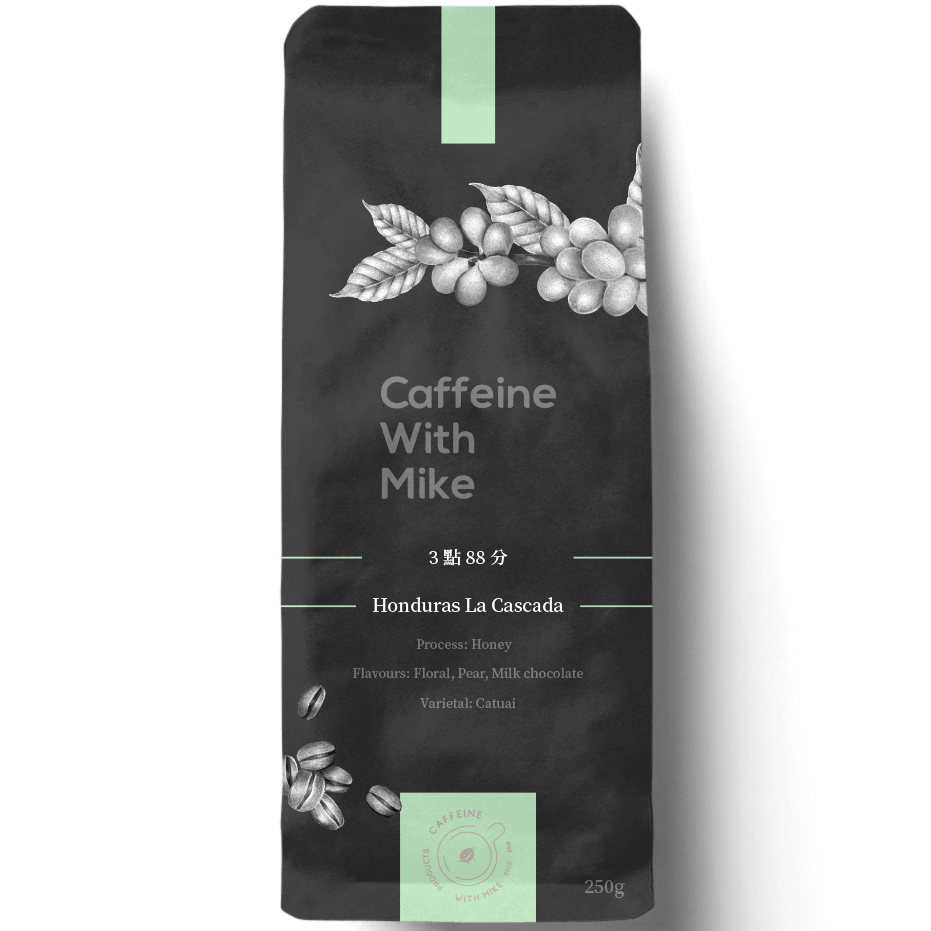 Caffeine
With
Mike
3 點 88 分
Honduras La Cascada
Process: Honey
Flavours: Floral, Pear, Milk chocolate
Varietal: Catuai
CAFFEINE
WITH MIKE
PRODUCTS
250g